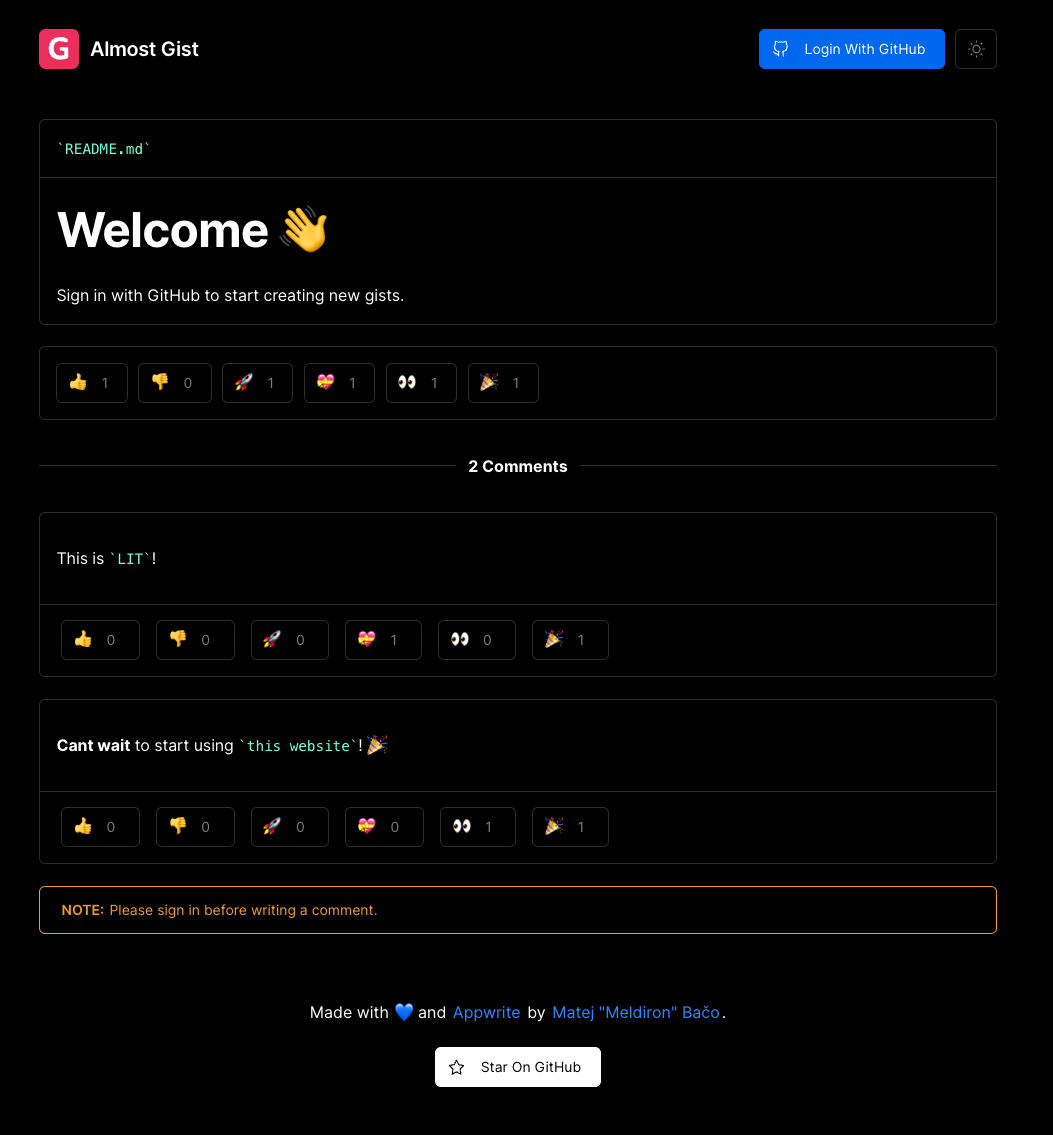 G Almost Gist
Login With GitHub
`README.md`
Welcome 👋
Sign in with GitHub to start creating new gists.
👍 1 👎 0 🚀 1 💝 1 👀 1 🎉 1
2 Comments
This is `LIT`!
👍 0 👎 0 🚀 0 💝 1 👀 0 🎉 1
Cant wait to start using `this website`! 🎉
👍 0 👎 0 🚀 0 💝 0 👀 1 🎉 1
NOTE: Please sign in before writing a comment.
Made with 💙 and Appwrite by Matej "Meldiron" Bačo.
Star On GitHub